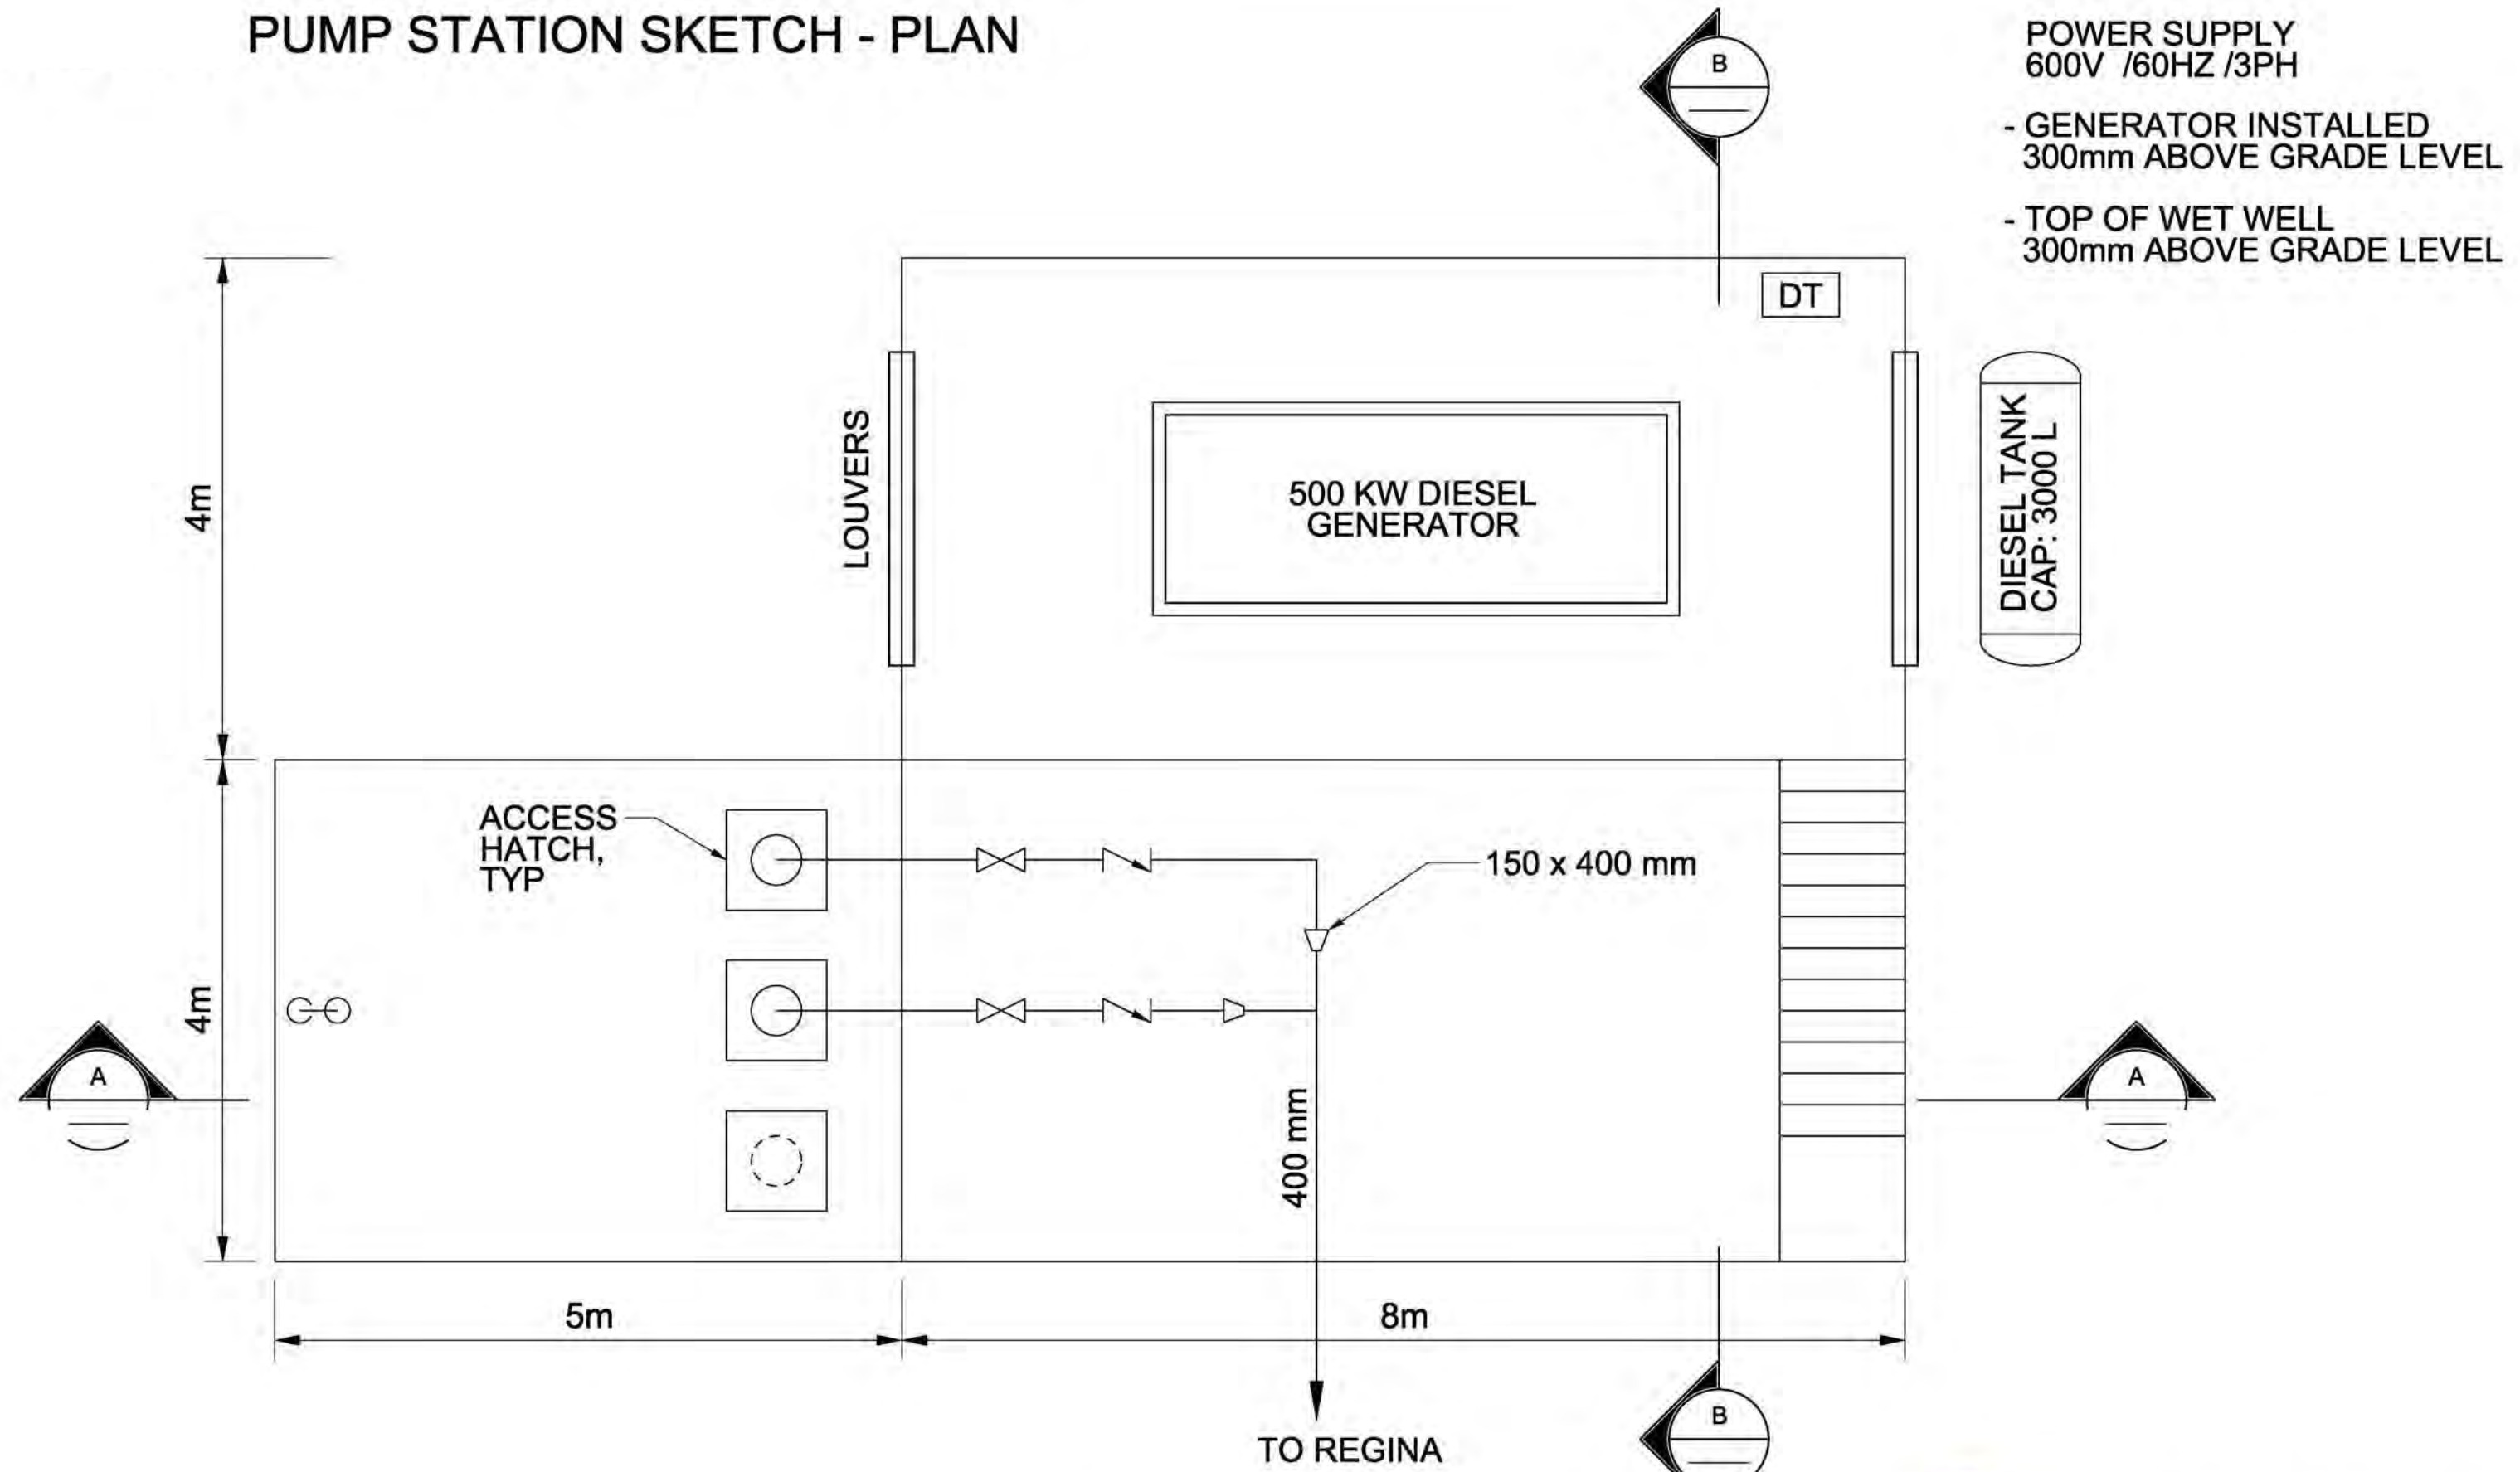 PUMP STATION SKETCH - PLAN
B
POWER SUPPLY
600V /60HZ /3PH
- GENERATOR INSTALLED
300mm ABOVE GRADE LEVEL
- TOP OF WET WELL
300mm ABOVE GRADE LEVEL
DT
LOUVERS
500 KW DIESEL
GENERATOR
DIESEL TANK
CAP: 3000 L
4m
ACCESS
HATCH,
TYP
150 x 400 mm
4m
A
A
400 mm
5m
8m
B
TO REGINA